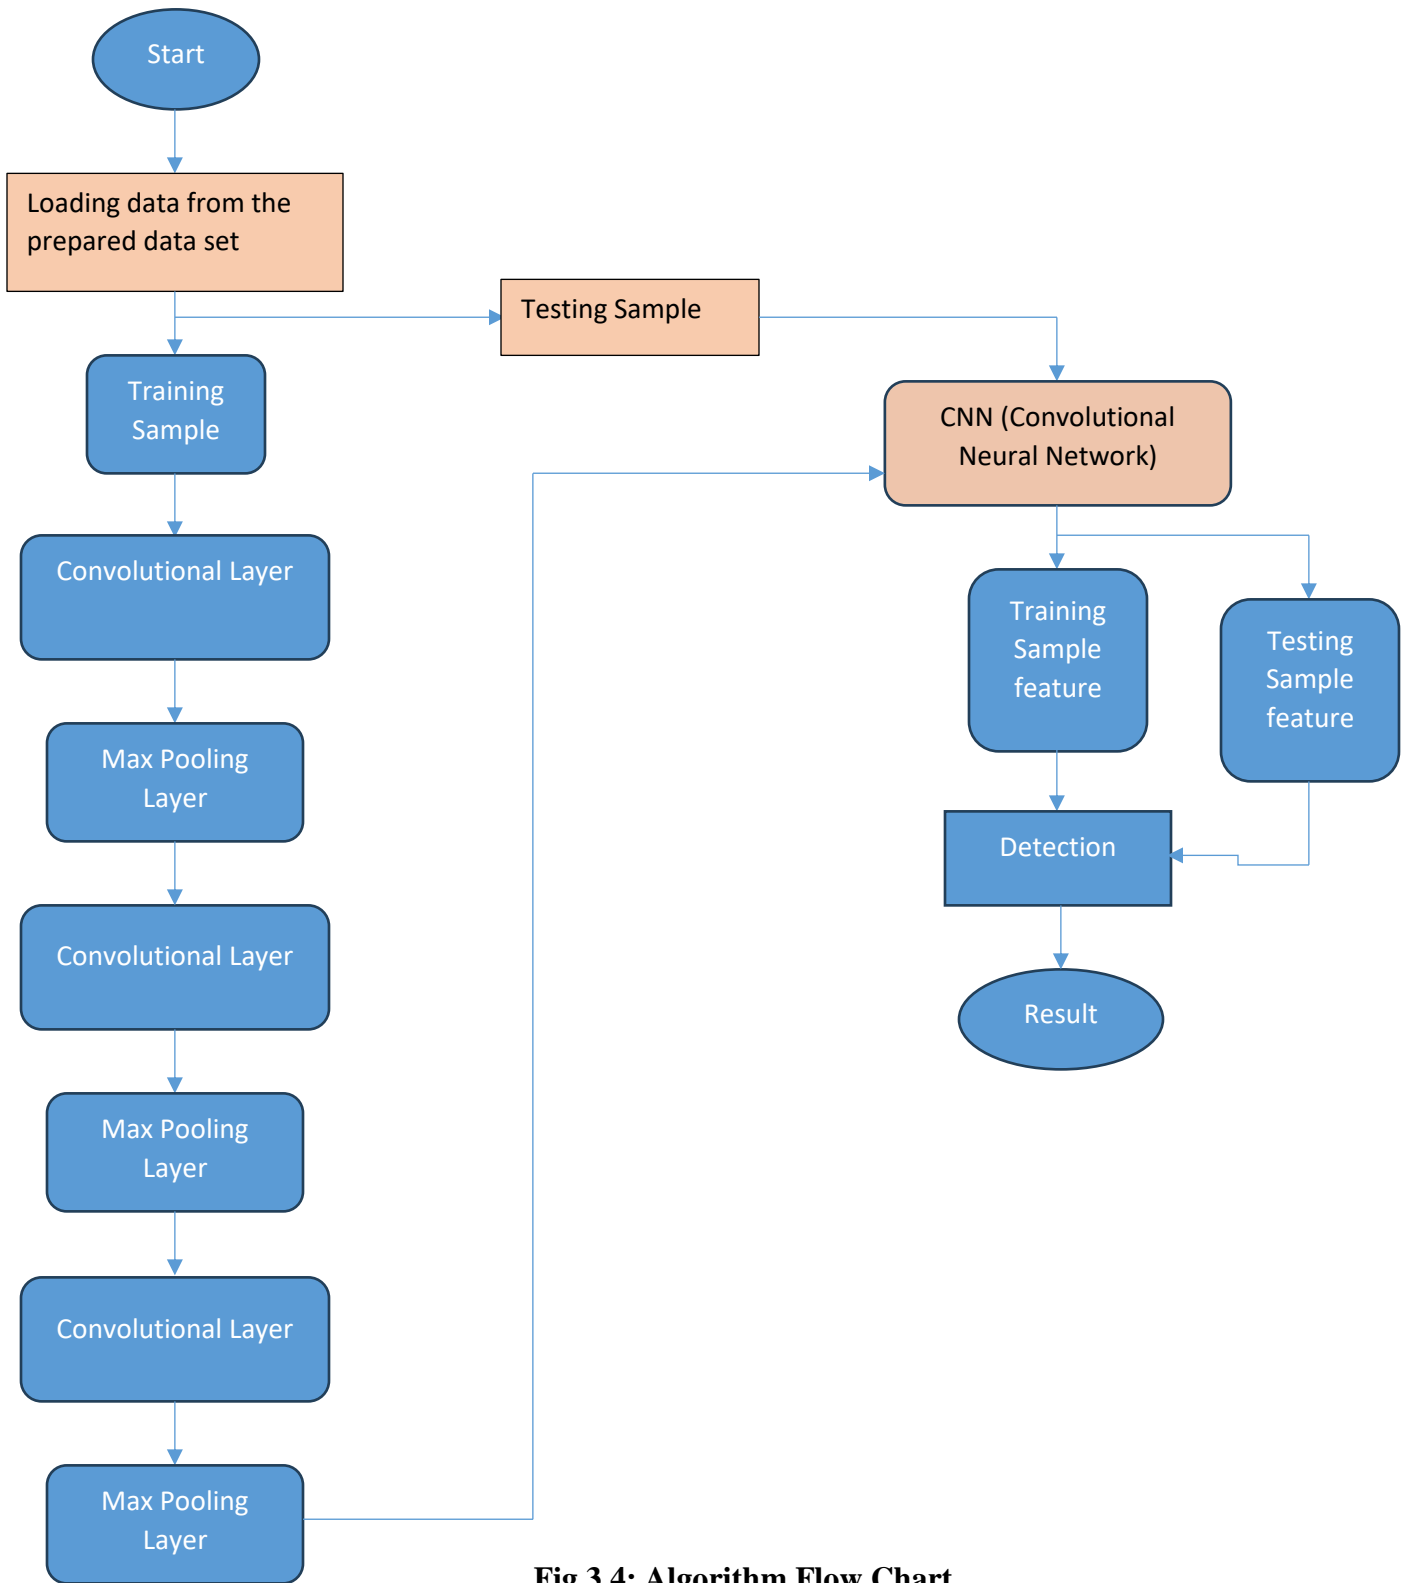 Start
Loading data from the
prepared data set
Testing Sample
Training
Sample
CNN (Convolutional
Neural Network)
Convolutional Layer
Training
Sample
feature
Testing
Sample
feature
Max Pooling
Layer
Detection
Convolutional Layer
Result
Max Pooling
Layer
Convolutional Layer
Max Pooling
Layer
Fig 3.4: Algorithm Flow Chart